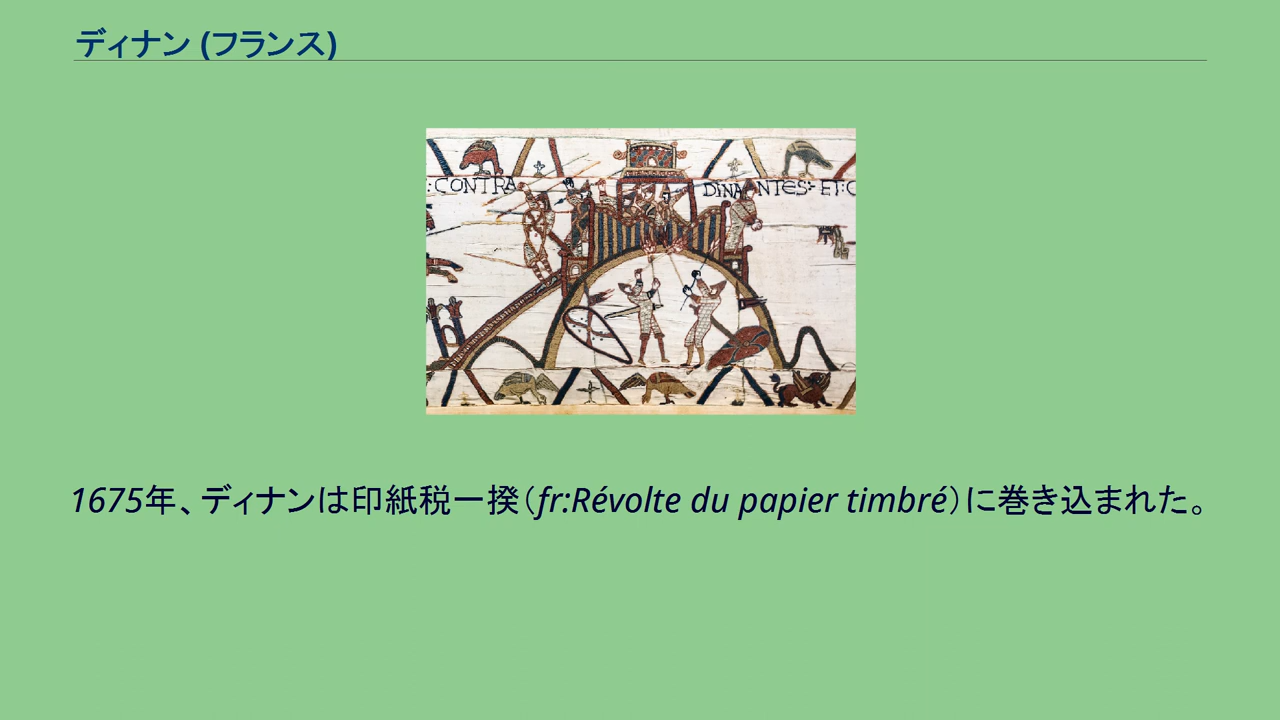 ディナン (フランス)
:CONTRA DINANTES: ET:C
1675年、ディナンは印紙税一揆（fr:Révolte du papier timbré）に巻き込まれた。